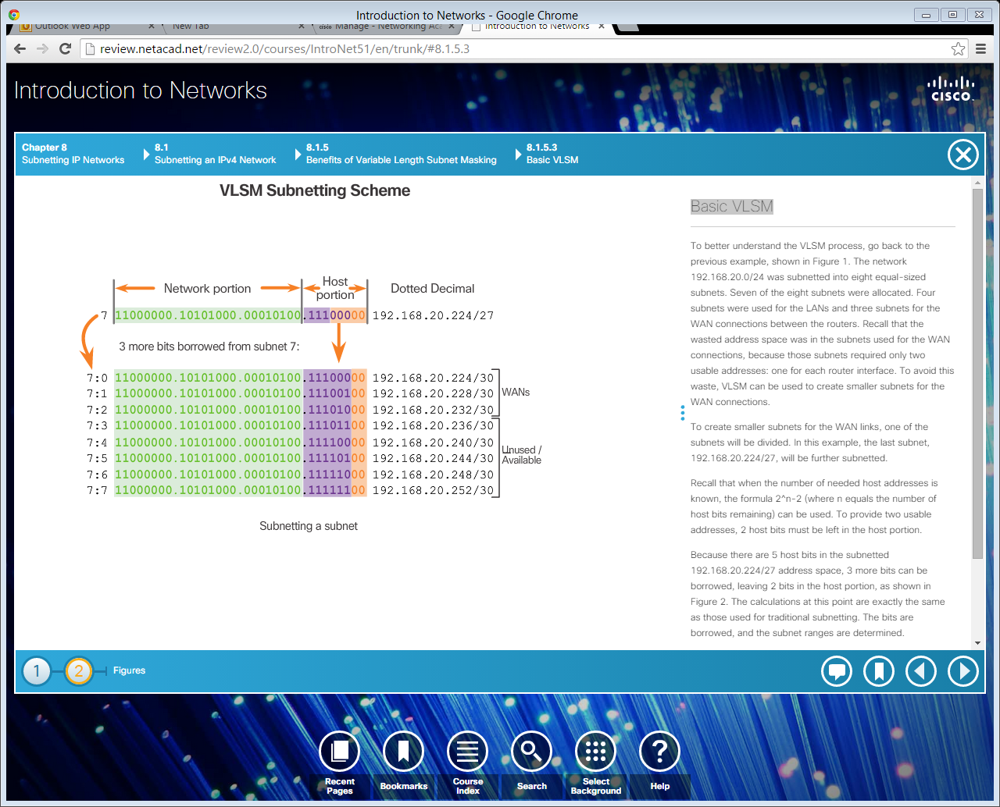 Introduction to Networks - Google Chrome
Outlook Web App
New Tab
Manage - Networking Aca
Introduction to Networks
review.netacad.net/review2.0/courses/IntroNet51/en/trunk/#8.1.5.3
Introduction to Networks
CISCO.
Chapter 8
Subnetting IP Networks
8.1
Subnetting an IPv4 Network
8.1.5
Benefits of Variable Length Subnet Masking
8.1.5.3
Basic VLSM
VLSM Subnetting Scheme
Network portion
Host
portion
Dotted Decimal
7 11000000.10101000.00010100.11100000 192.168.20.224/27
3 more bits borrowed from subnet 7:
7:0 11000000.10101000.00010100.11100000 192.168.20.224/30
7:1 11000000.10101000.00010100.11100100 192.168.20.228/30
7:2 11000000.10101000.00010100.11101000 192.168.20.232/30
7:3 11000000.10101000.00010100.11101100 192.168.20.236/30
7:4 11000000.10101000.00010100.11110000 192.168.20.240/30
7:5 11000000.10101000.00010100.11110100 192.168.20.244/30
7:6 11000000.10101000.00010100.11111000 192.168.20.248/30
7:7 11000000.10101000.00010100.11111100 192.168.20.252/30
WANs
Unused /
Available
Subnetting a subnet
Basic VLSM
To better understand the VLSM process, go back to the
previous example, shown in Figure 1. The network
192.168.20.0/24 was subnetted into eight equal-sized
subnets. Seven of the eight subnets were allocated. Four
subnets were used for the LANs and three subnets for the
WAN connections between the routers. Recall that the
wasted address space was in the subnets used for the WAN
connections, because those subnets required only two
usable addresses: one for each router interface. To avoid this
waste, VLSM can be used to create smaller subnets for the
WAN connections.
To create smaller subnets for the WAN links, one of the
subnets will be divided. In this example, the last subnet,
192.168.20.224/27, will be further subnetted.
Recall that when the number of needed host addresses is
known, the formula 2^n-2 (where n equals the number of
host bits remaining) can be used. To provide two usable
addresses, 2 host bits must be left in the host portion.
Because there are 5 host bits in the subnetted
192.168.20.224/27 address space, 3 more bits can be
borrowed, leaving 2 bits in the host portion, as shown in
Figure 2. The calculations at this point are exactly the same
as those used for traditional subnetting. The bits are
borrowed, and the subnet ranges are determined.
1 2 Figures
Recent
Pages
Bookmarks
Course
Index
Search
Select
Background
?
Help